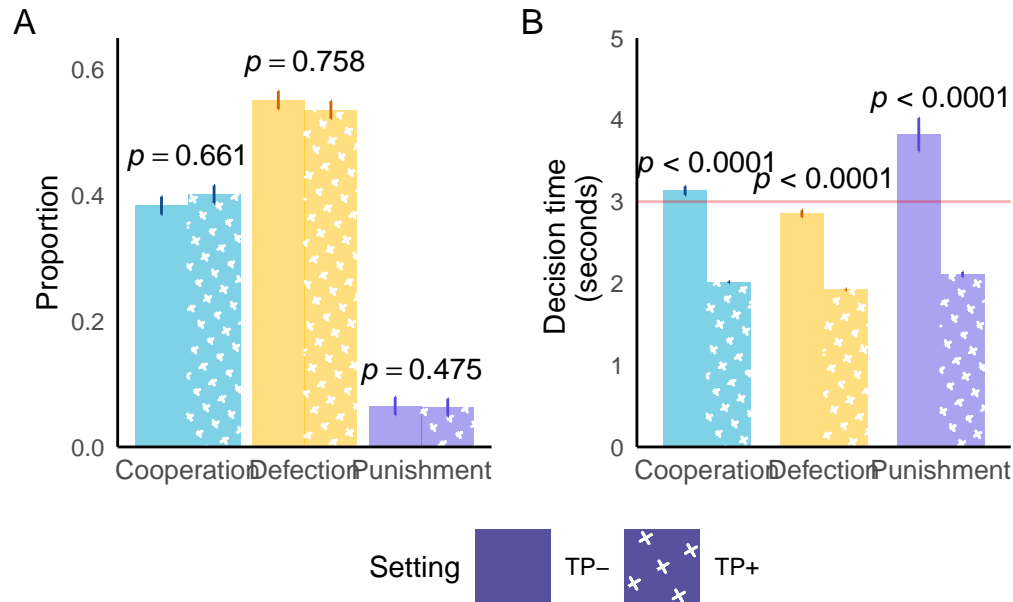 A
Proportion
0.6
0.4
0.2
0.0
p = 0.661
p = 0.758
p = 0.475
Cooperation
Defection
Punishment
B
Decision time
(seconds)
5
4
3
2
1
0
p < 0.0001
p < 0.0001
p < 0.0001
Cooperation
Defection
Punishment
Setting
TP−
TP+